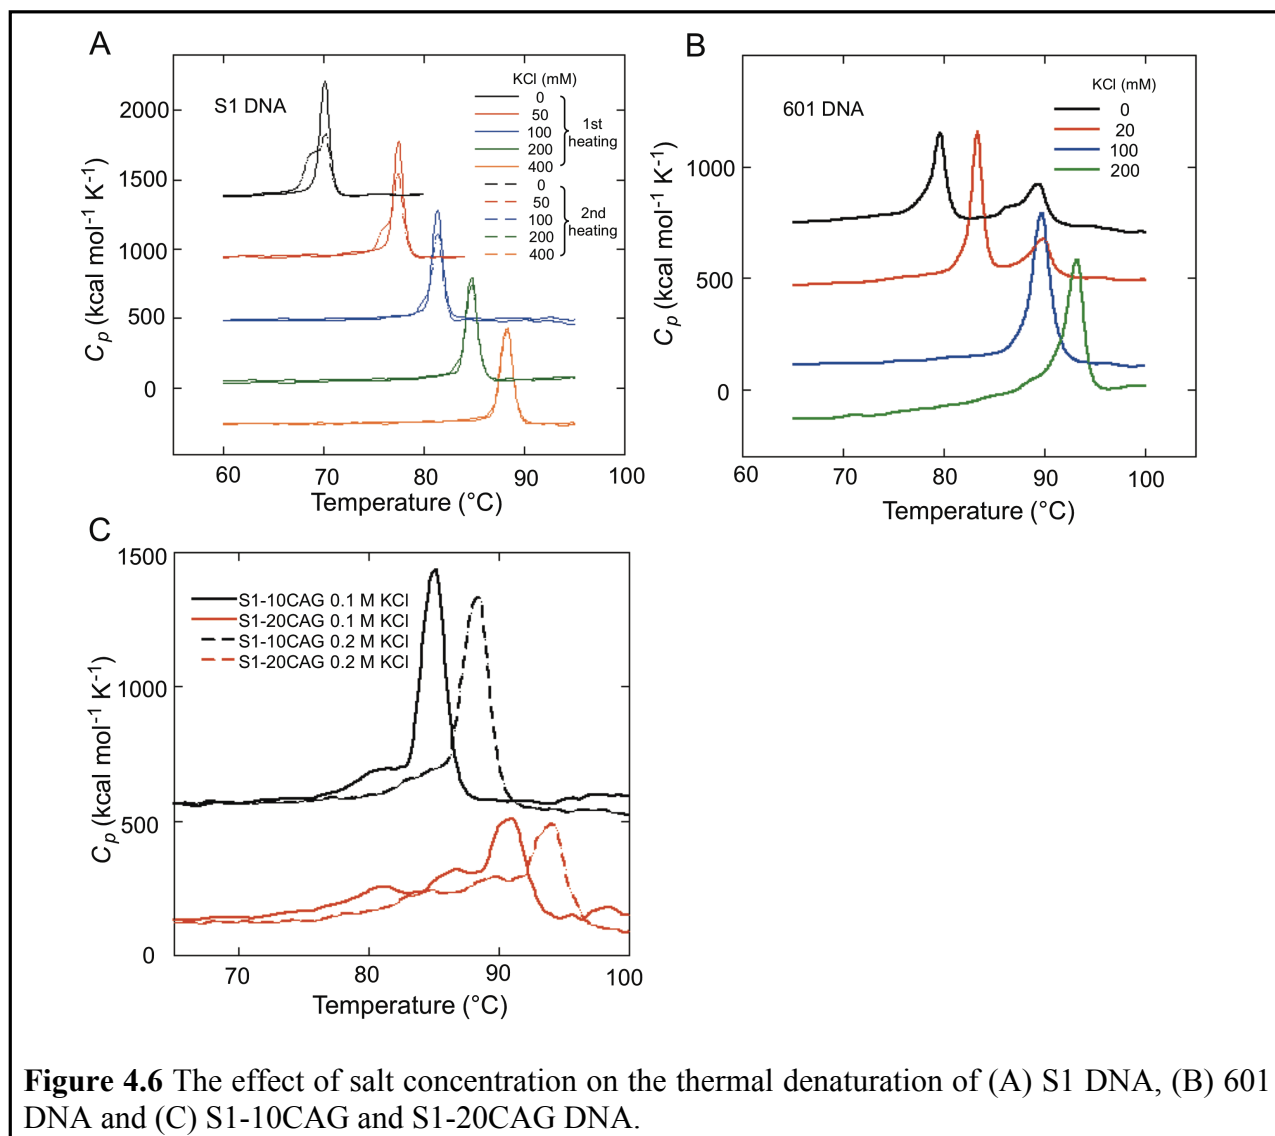 A
S1 DNA
KCl (mM)
0
50
100
200
400
1st
heating
0
50
100
200
400
2nd
heating
2000
1500
1000
500
0
Cp (kcal mol-1 K-1)
60 70 80 90 100
Temperature (°C)
B
601 DNA
KCl (mM)
0
20
100
200
1000
500
0
Cp (kcal mol-1 K-1)
60 70 80 90 100
Temperature (°C)
C
S1-10CAG 0.1 M KCl
S1-20CAG 0.1 M KCl
S1-10CAG 0.2 M KCl
S1-20CAG 0.2 M KCl
1500
1000
500
0
Cp (kcal mol-1 K-1)
70 80 90 100
Temperature (°C)
Figure 4.6 The effect of salt concentration on the thermal denaturation of (A) S1 DNA, (B) 601
DNA and (C) S1-10CAG and S1-20CAG DNA.